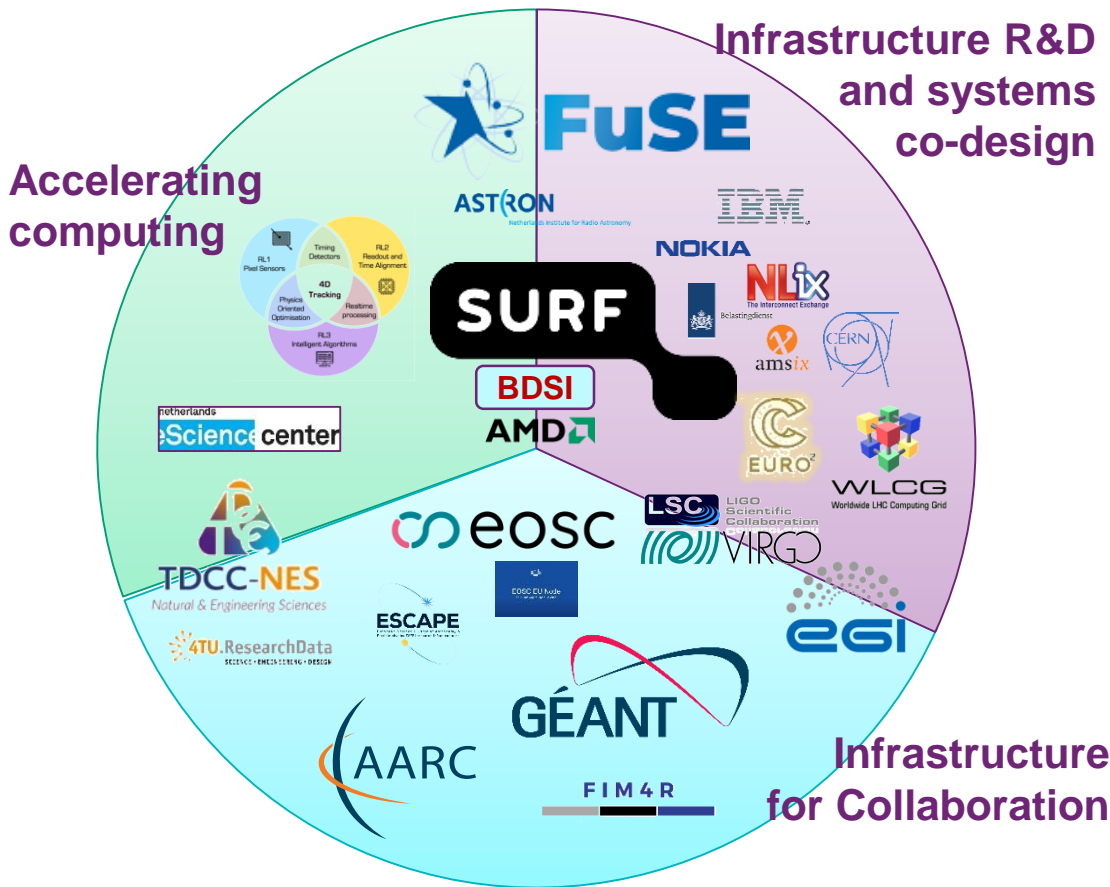 Infrastructure R&D
and systems
co-design
Accelerating
computing
FuSE
ASTRON
Netherlands Institute for Radio Astronomy
IBM
NOKIA
RL1
Pixel Sensors
Timing
Detectors
RL2
Readout and
Time Alignment
4D
Tracking
Physics
Oriented
Optimisation
Realtime
processing
RL3
Intelligent Algorithms
SURF
NLix
The Interconnect Exchange
Belastingdienst
amsix
CERN
BDSI
AMD
netherlands
eScience center
EURO²
WLCG
Worldwide LHC Computing Grid
LSC
LIGO
Scientific
Collaboration
VIRGO
eosc
EOSC EU Node
TDCC-NES
Natural & Engineering Sciences
ESCAPE
4TU.ResearchData
SCIENCE • ENGINEERING • DESIGN
egi
GÉANT
AARC
FIM4R
Infrastructure
for Collaboration